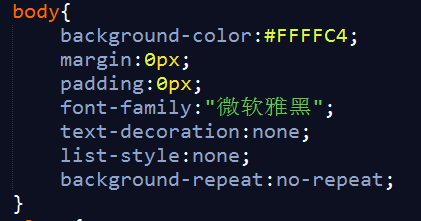 body{
background-color:#FFFFC4;
margin:0px;
padding:0px;
font-family:"微软雅黑";
text-decoration:none;
list-style:none;
background-repeat:no-repeat;
}